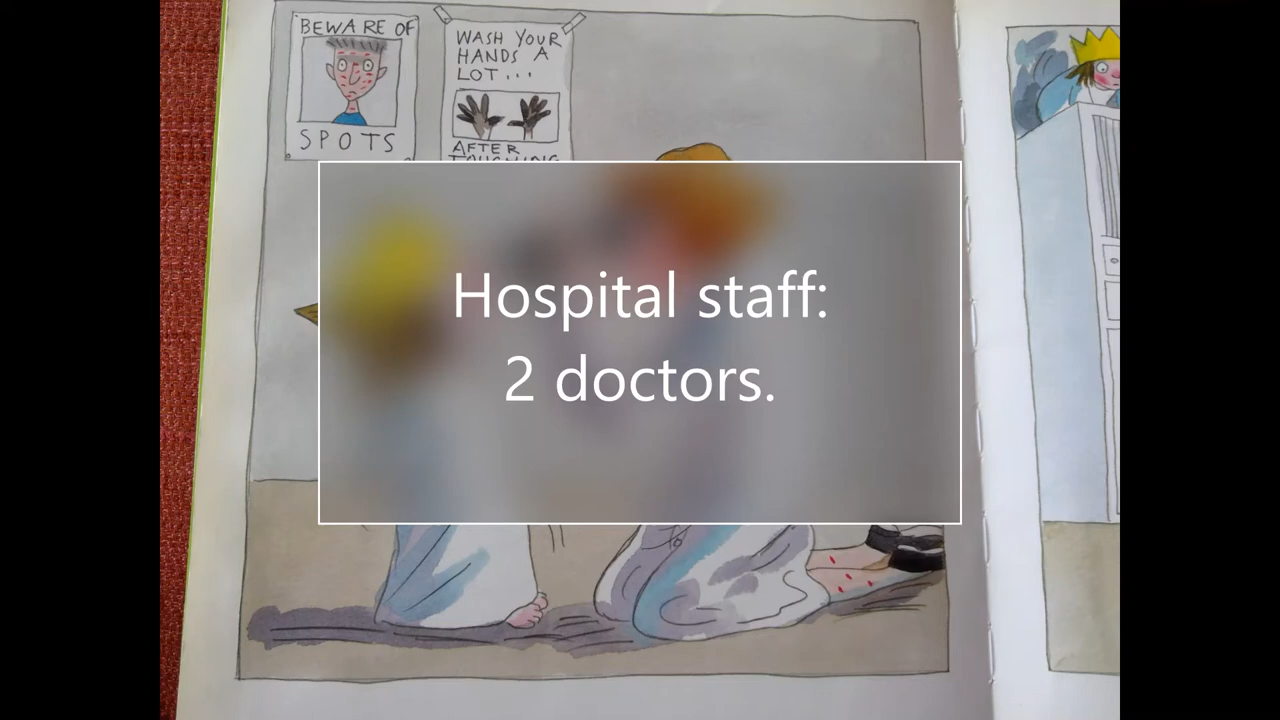 BEWARE OF
SPOTS
WASH YOUR
HANDS A
LOT...
AFTER
Hospital staff:
2 doctors.